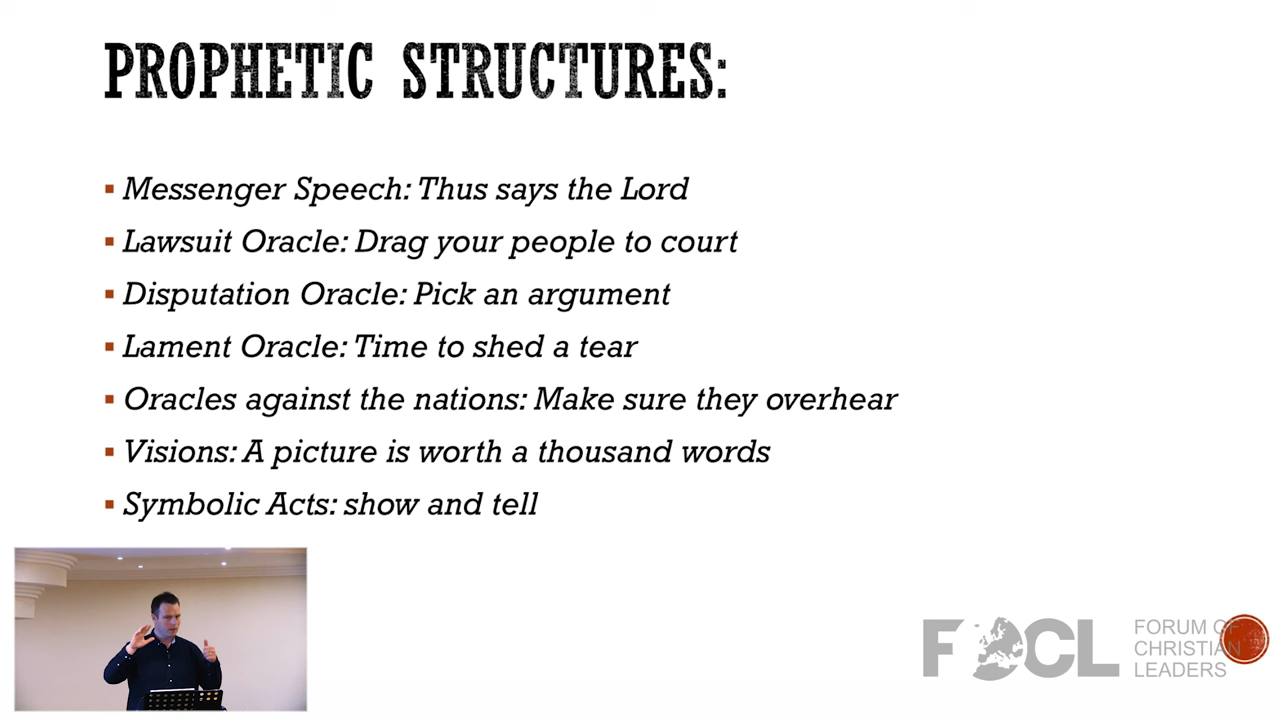 PROPHETIC STRUCTURES:
▪ Messenger Speech: Thus says the Lord
▪ Lawsuit Oracle: Drag your people to court
▪ Disputation Oracle: Pick an argument
▪ Lament Oracle: Time to shed a tear
▪ Oracles against the nations: Make sure they overhear
▪ Visions: A picture is worth a thousand words
▪ Symbolic Acts: show and tell
FOCL
FORUM OF
CHRISTIAN
LEADERS